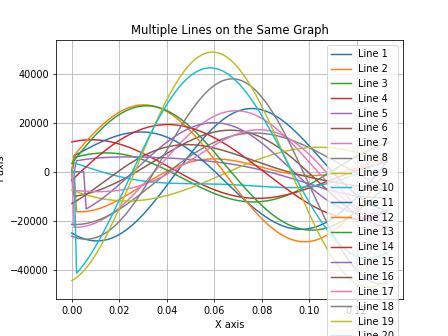 Multiple Lines on the Same Graph
40000
20000
0
−20000
−40000
0.00
0.02
0.04
0.06
0.08
0.10
X axis
Line 1
Line 2
Line 3
Line 4
Line 5
Line 6
Line 7
Line 8
Line 9
Line 10
Line 11
Line 12
Line 13
Line 14
Line 15
Line 16
Line 17
Line 18
Line 19
Line 20